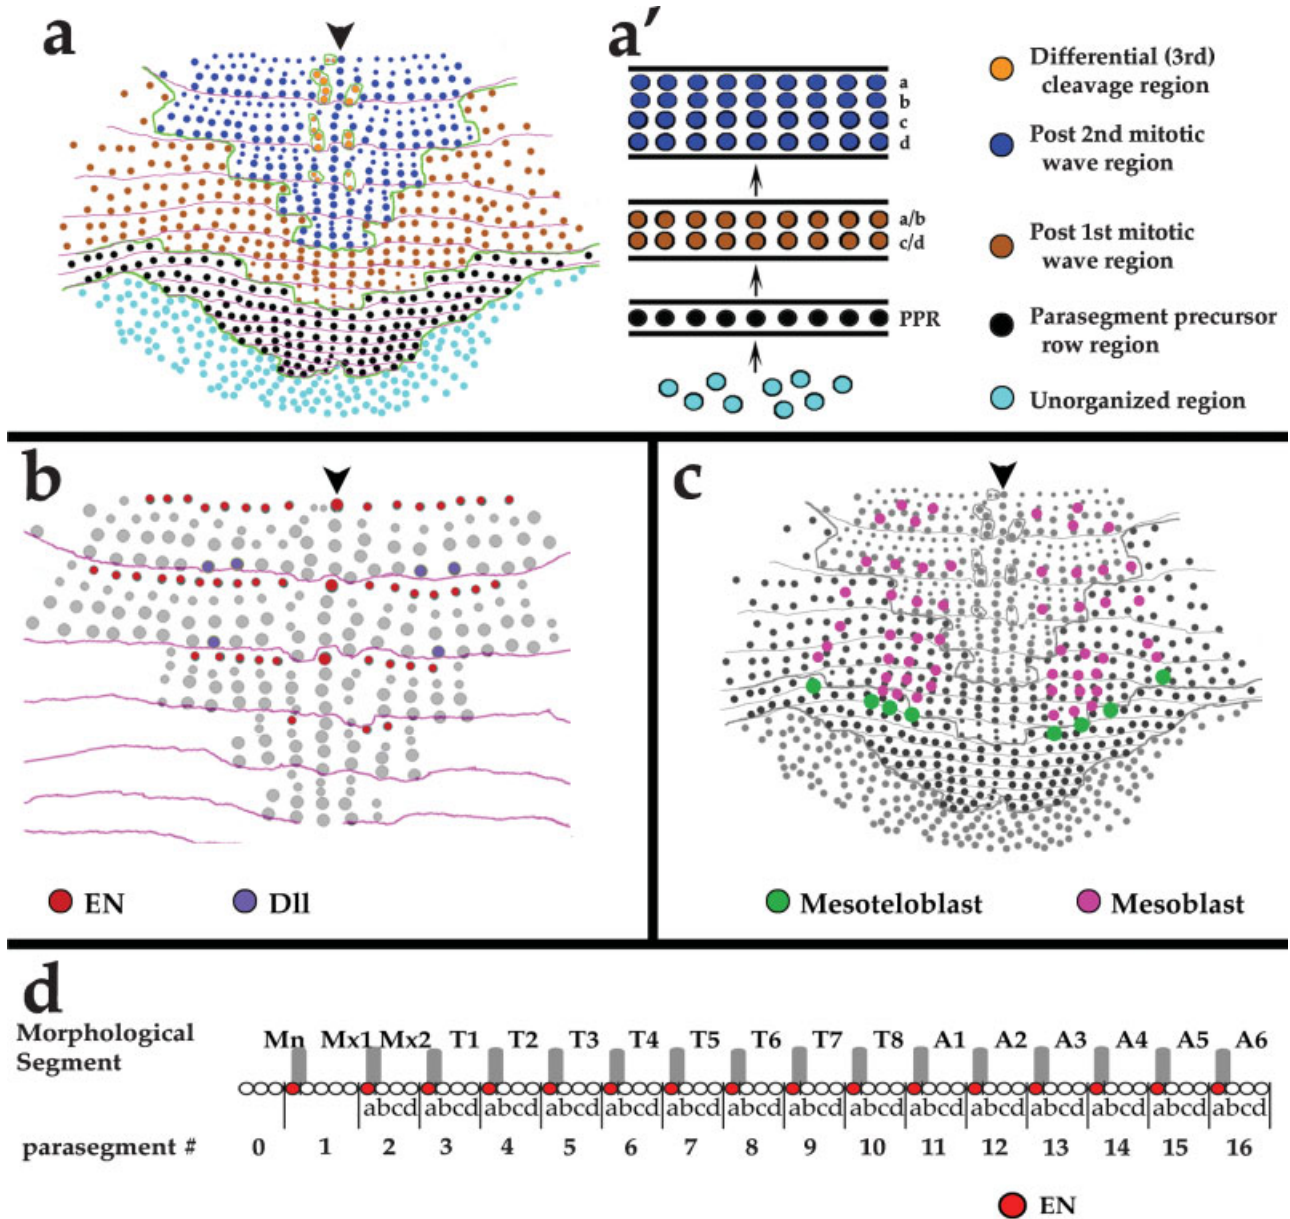 a
a′
a
b
c
d
a/b
c/d
PPR
Differential (3rd)
cleavage region
Post 2nd mitotic
wave region
Post 1st mitotic
wave region
Parasegment precursor
row region
Unorganized region
b
EN
Dll
c
Mesoteloblast
Mesoblast
d
Morphological
Segment
Mn Mx1 Mx2 T1 T2 T3 T4 T5 T6 T7 T8 A1 A2 A3 A4 A5 A6
abcd abcd abcd abcd abcd abcd abcd abcd abcd abcd abcd abcd abcd abcd abcd
parasegment # 0 1 2 3 4 5 6 7 8 9 10 11 12 13 14 15 16
EN